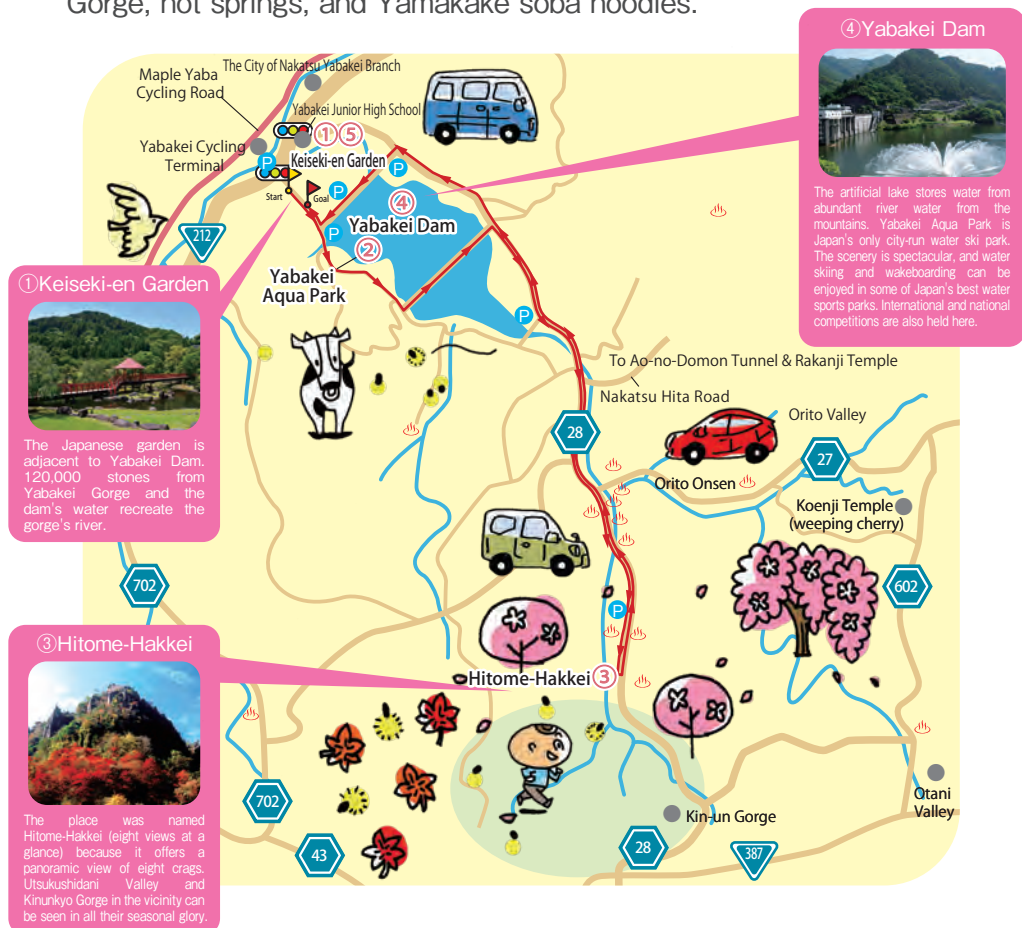 Gorge, hot springs, and Yamakake soba noodles.
④Yabakei Dam
The artificial lake stores water from
abundant river water from the
mountains. Yabakei Aqua Park is
Japan's only city-run water ski park.
The scenery is spectacular, and water
skiing and wakeboarding can be
enjoyed in some of Japan's best water
sports parks. International and national
competitions are also held here.
The City of Nakatsu Yabakei Branch
Maple Yaba
Cycling Road
Yabakei Junior High School
① ⑤
Yabakei Cycling
Terminal
P
P
Keiseki-en Garden
P
Start
Goal
④
Yabakei Dam
②
P
212
Yabakei
Aqua Park
P
①Keiseki-en Garden
The Japanese garden is
adjacent to Yabakei Dam.
120,000 stones from
Yabakei Gorge and the
dam's water recreate the
gorge's river.
To Ao-no-Domon Tunnel & Rakanji Temple
Nakatsu Hita Road
28
Orito Valley
27
Orito Onsen
Koenji Temple
(weeping cherry)
702
602
P
③Hitome-Hakkei
The place was named
Hitome-Hakkei (eight views at a
glance) because it offers a
panoramic view of eight crags.
Utsukushidani Valley and
Kinunkyo Gorge in the vicinity can
be seen in all their seasonal glory.
Hitome-Hakkei ③
702
43
Kin-un Gorge
28
387
Otani
Valley